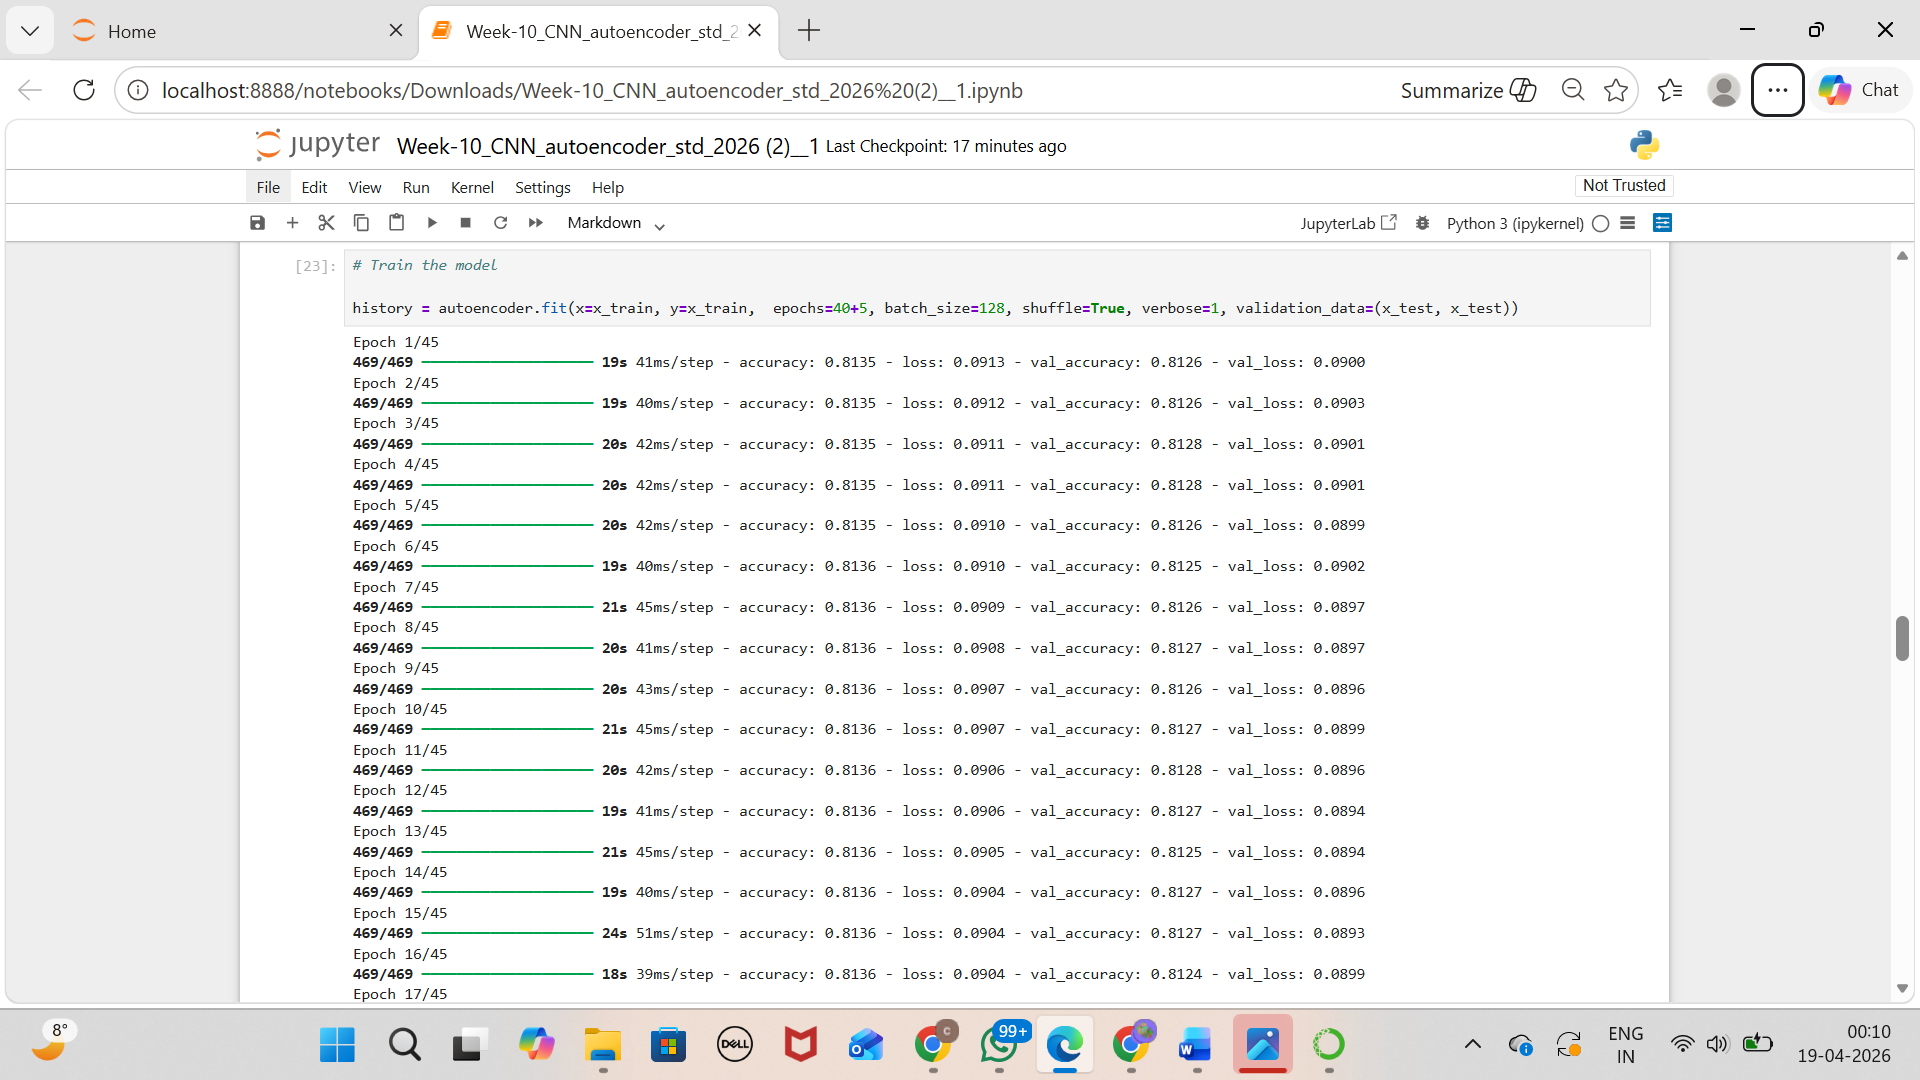 Home
Week-10_CNN_autoencoder_std_2
localhost:8888/notebooks/Downloads/Week-10_CNN_autoencoder_std_2026%20(2)__1.ipynb
Summarize
Chat
jupyter
Week-10_CNN_autoencoder_std_2026 (2)__1 Last Checkpoint: 17 minutes ago
File Edit View Run Kernel Settings Help
Not Trusted
Markdown
JupyterLab
Python 3 (ipykernel)
[23]:
# Train the model
history = autoencoder.fit(x=x_train, y=x_train,  epochs=40+5, batch_size=128, shuffle=True, verbose=1, validation_data=(x_test, x_test))
Epoch 1/45
469/469 19s 41ms/step - accuracy: 0.8135 - loss: 0.0913 - val_accuracy: 0.8126 - val_loss: 0.0900
Epoch 2/45
469/469 19s 40ms/step - accuracy: 0.8135 - loss: 0.0912 - val_accuracy: 0.8126 - val_loss: 0.0903
Epoch 3/45
469/469 20s 42ms/step - accuracy: 0.8135 - loss: 0.0911 - val_accuracy: 0.8128 - val_loss: 0.0901
Epoch 4/45
469/469 20s 42ms/step - accuracy: 0.8135 - loss: 0.0911 - val_accuracy: 0.8128 - val_loss: 0.0901
Epoch 5/45
469/469 20s 42ms/step - accuracy: 0.8135 - loss: 0.0910 - val_accuracy: 0.8126 - val_loss: 0.0899
Epoch 6/45
469/469 19s 40ms/step - accuracy: 0.8136 - loss: 0.0910 - val_accuracy: 0.8125 - val_loss: 0.0902
Epoch 7/45
469/469 21s 45ms/step - accuracy: 0.8136 - loss: 0.0909 - val_accuracy: 0.8126 - val_loss: 0.0897
Epoch 8/45
469/469 20s 41ms/step - accuracy: 0.8136 - loss: 0.0908 - val_accuracy: 0.8127 - val_loss: 0.0897
Epoch 9/45
469/469 20s 43ms/step - accuracy: 0.8136 - loss: 0.0907 - val_accuracy: 0.8126 - val_loss: 0.0896
Epoch 10/45
469/469 21s 45ms/step - accuracy: 0.8136 - loss: 0.0907 - val_accuracy: 0.8127 - val_loss: 0.0899
Epoch 11/45
469/469 20s 42ms/step - accuracy: 0.8136 - loss: 0.0906 - val_accuracy: 0.8128 - val_loss: 0.0896
Epoch 12/45
469/469 19s 41ms/step - accuracy: 0.8136 - loss: 0.0906 - val_accuracy: 0.8127 - val_loss: 0.0894
Epoch 13/45
469/469 21s 45ms/step - accuracy: 0.8136 - loss: 0.0905 - val_accuracy: 0.8125 - val_loss: 0.0894
Epoch 14/45
469/469 19s 40ms/step - accuracy: 0.8136 - loss: 0.0904 - val_accuracy: 0.8127 - val_loss: 0.0896
Epoch 15/45
469/469 24s 51ms/step - accuracy: 0.8136 - loss: 0.0904 - val_accuracy: 0.8127 - val_loss: 0.0893
Epoch 16/45
469/469 18s 39ms/step - accuracy: 0.8136 - loss: 0.0904 - val_accuracy: 0.8124 - val_loss: 0.0899
Epoch 17/45
8°
DELL
C
99+
ENG
IN
00:10
19-04-2026